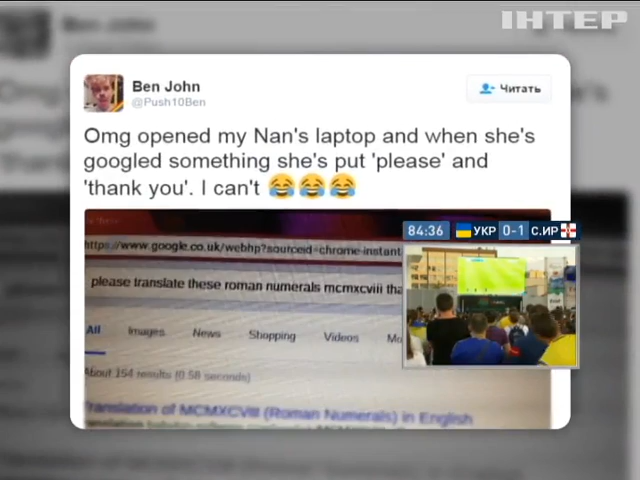 ІНТЕР
Ben John
@Push10Ben
Читать
Omg opened my Nan's laptop and when she's
googled something she's put 'please' and
'thank you'. I can't 😂😂😂
84:36 УКР 0-1 С.ИР
https://www.google.co.uk/webhp?sourceid=chrome-instant
please translate these roman numerals mcmxcviii tha
All Images News Shopping Videos Mo
About 154 results (0.58 seconds)
Translation of MCMXCVIII (Roman Numerals) in English